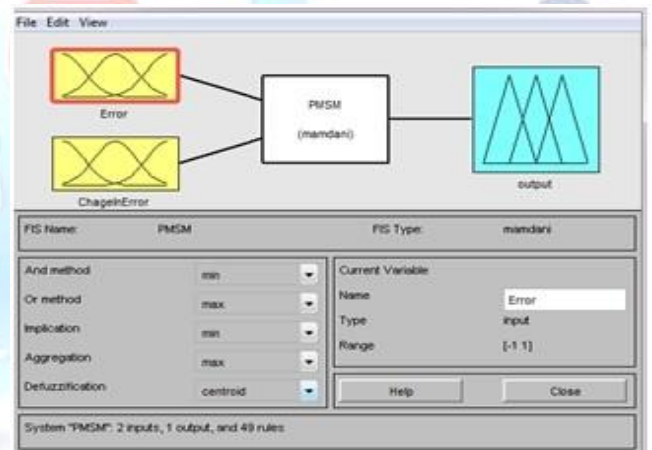 File Edit View
Error
PMSM
(mamdani)
ChageInError
output
FIS Name: PMSM FIS Type: mamdani
And method min
Or method max
Implication min
Aggregation max
Defuzzification centroid
Current Variable
Name Error
Type input
Range [-1 1]
Help Close
System "PMSM": 2 inputs, 1 output, and 49 rules